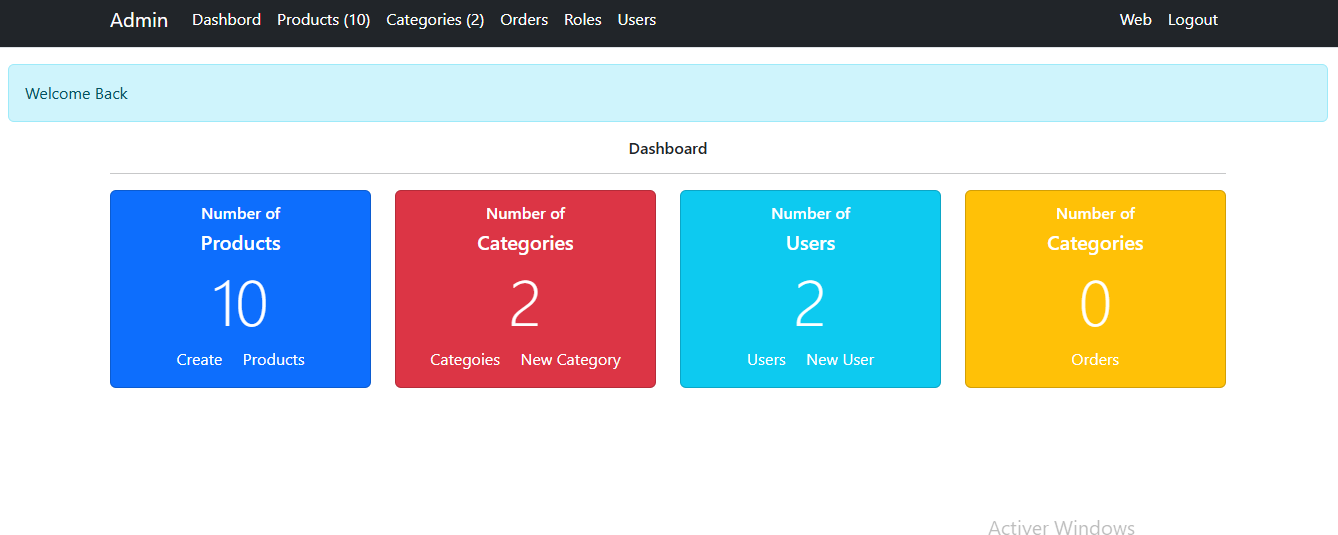 Admin Dashbord Products (10) Categories (2) Orders Roles Users Web Logout
Welcome Back
Dashboard
Number of
Products
10
Create Products
Number of
Categories
2
Categoies New Category
Number of
Users
2
Users New User
Number of
Categories
0
Orders
Activer Windows